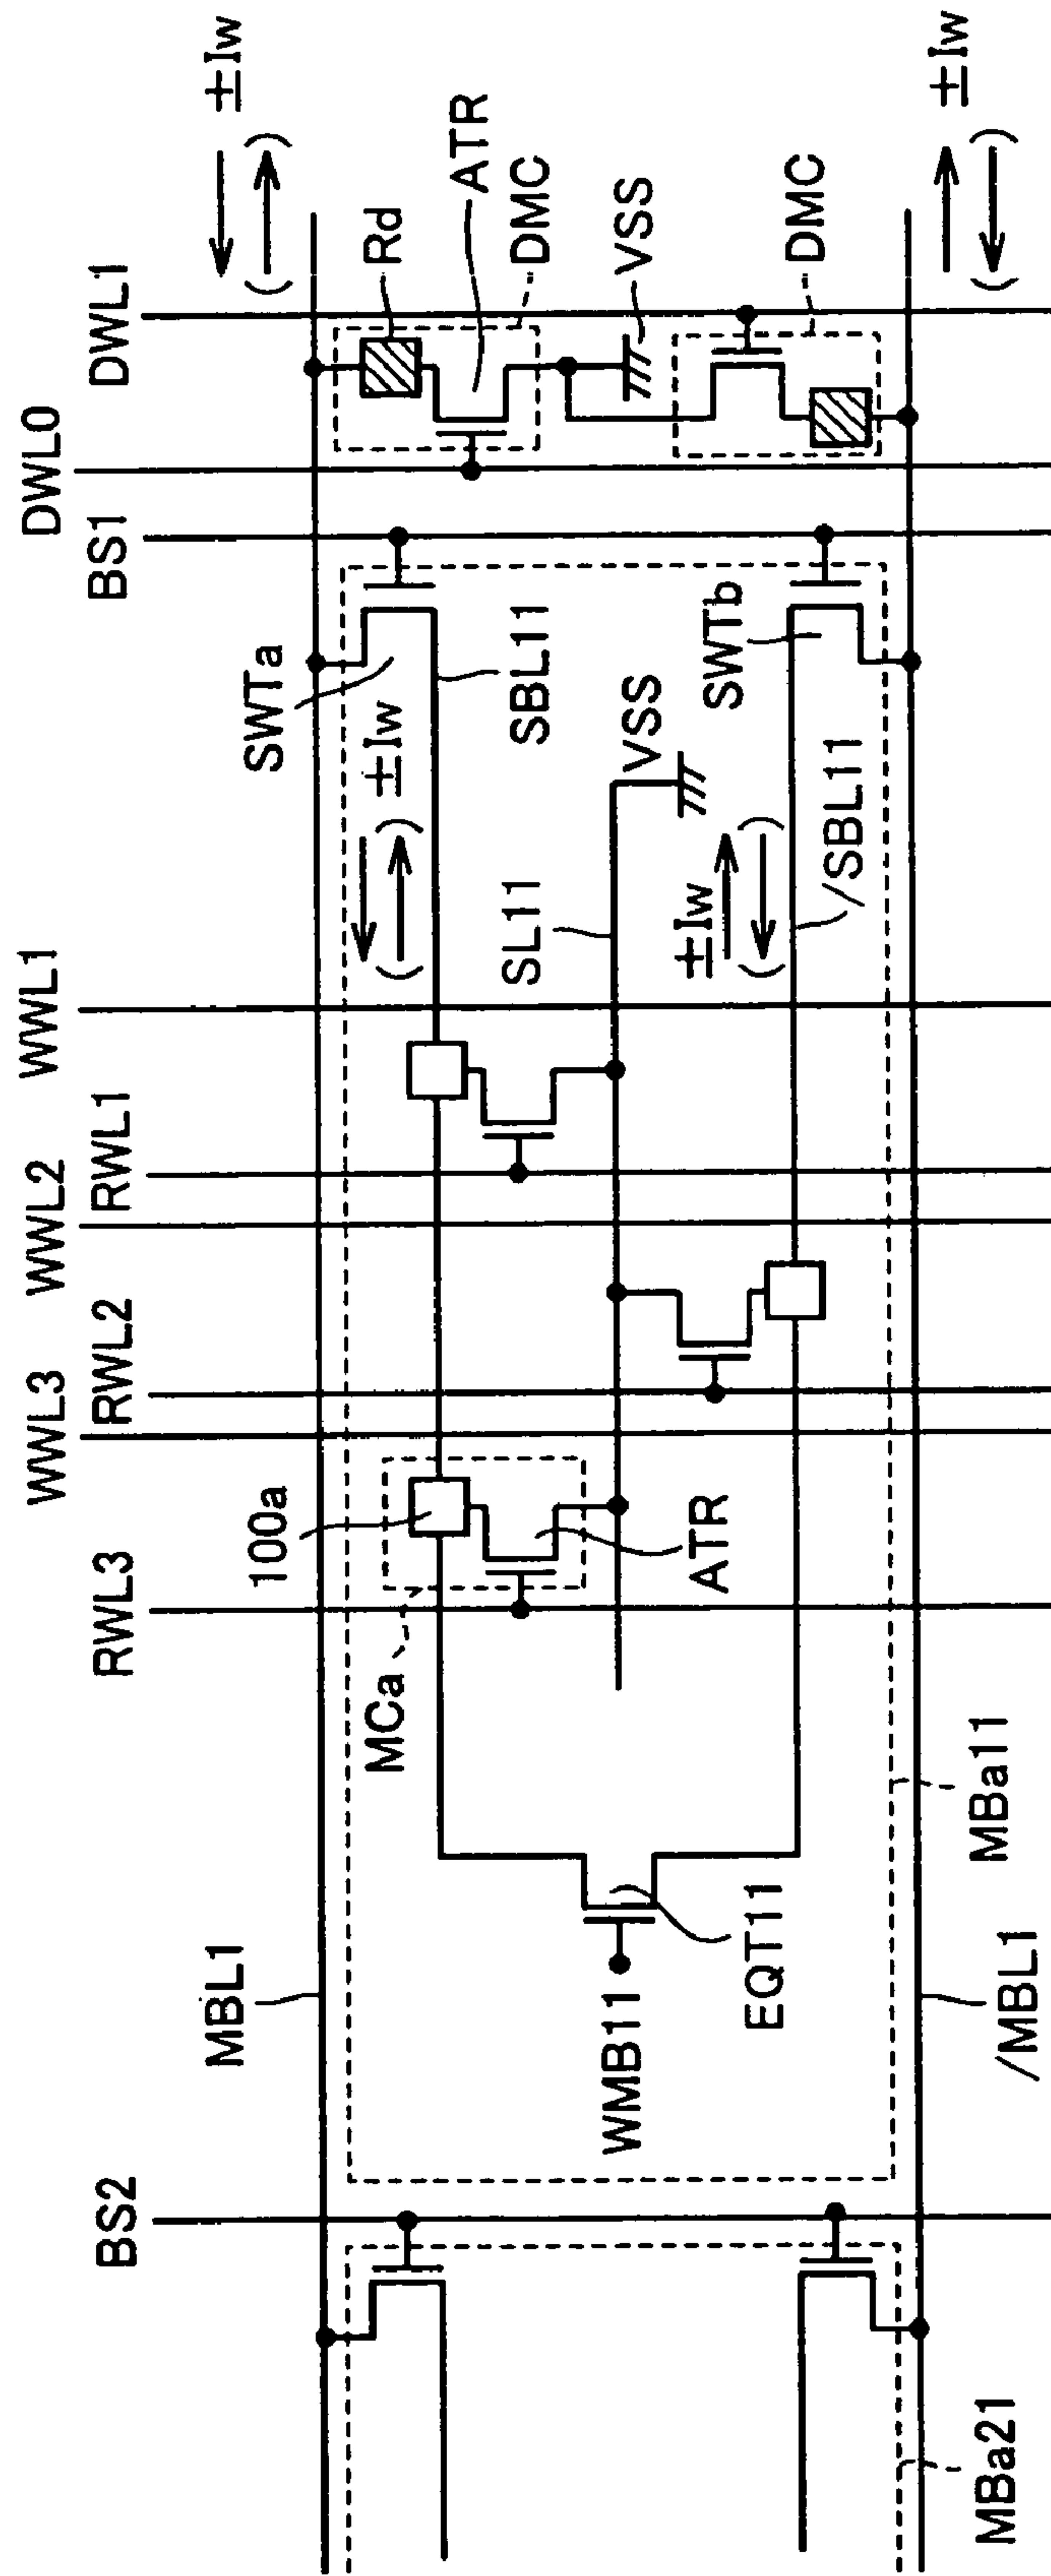 ±Iw
±Iw
DWL1
DWL0
BS1
Rd
ATR
DMC
VSS
DMC
SWTa
±Iw
SBL11
VSS
SWTb
SL11
±Iw
/SBL11
WWL1
RWL1
WWL2
RWL2
WWL3
RWL3
100a
ATR
MCa
MBL1
WMB11
EQT11
MBa11
/MBL1
BS2
MBa21